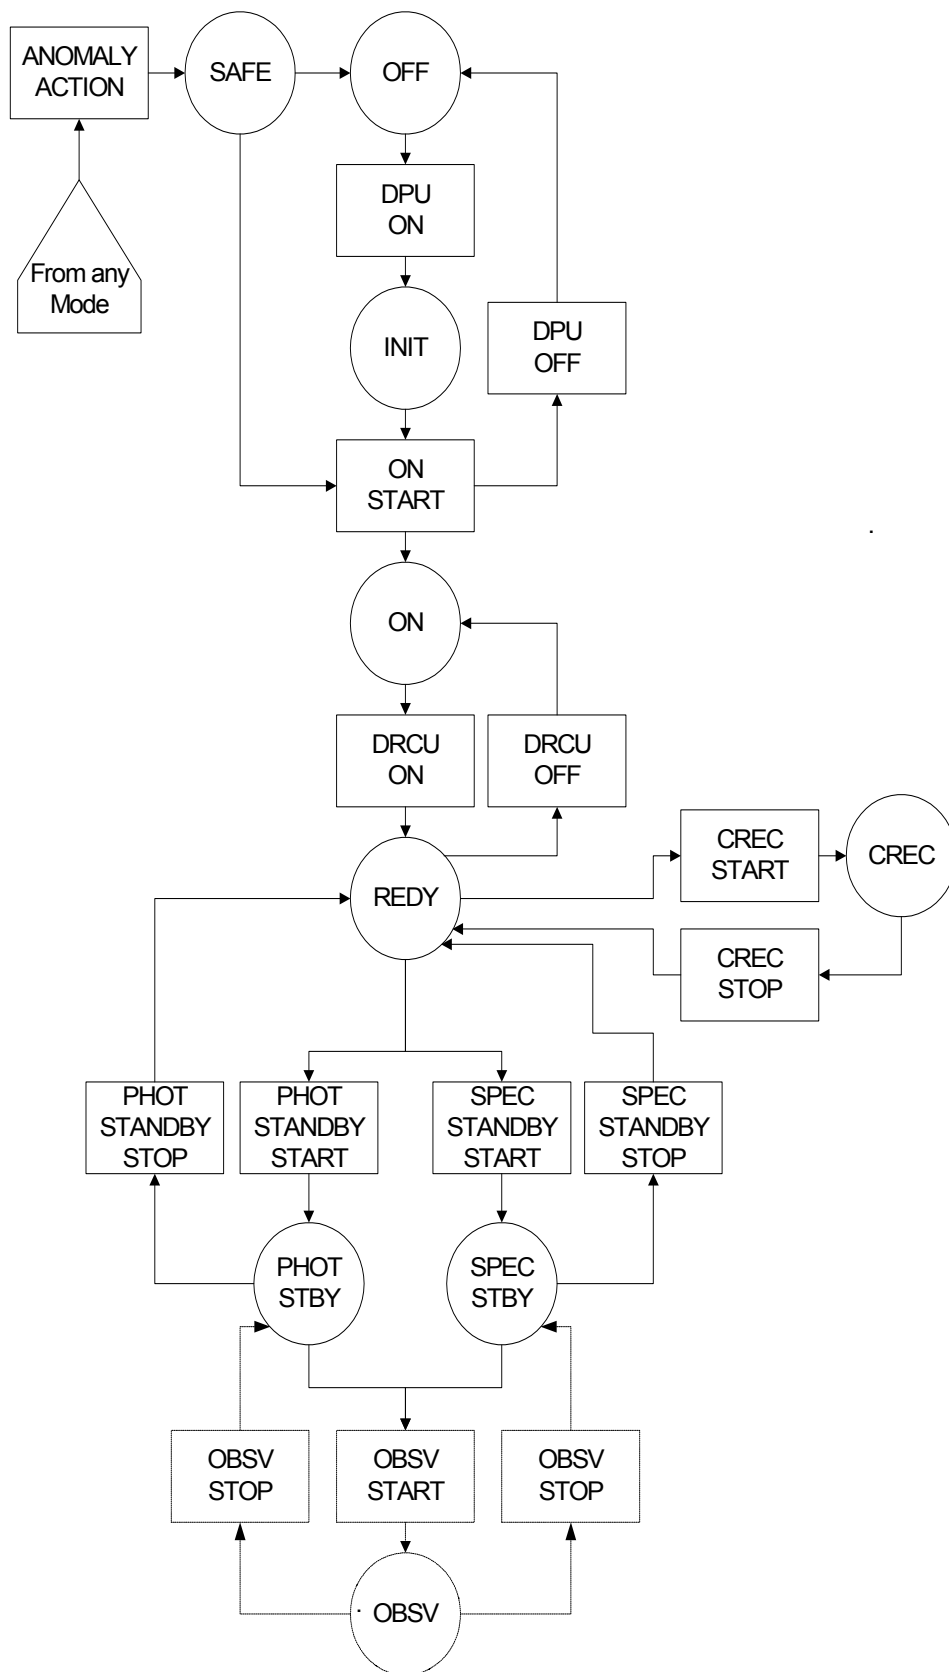 ANOMALY
ACTION
SAFE
OFF
From any
Mode
DPU
ON
INIT
DPU
OFF
ON
START
ON
DRCU
ON
DRCU
OFF
REDY
CREC
START
CREC
CREC
STOP
PHOT
STANDBY
STOP
PHOT
STANDBY
START
SPEC
STANDBY
START
SPEC
STANDBY
STOP
PHOT
STBY
SPEC
STBY
OBSV
STOP
OBSV
START
OBSV
STOP
OBSV